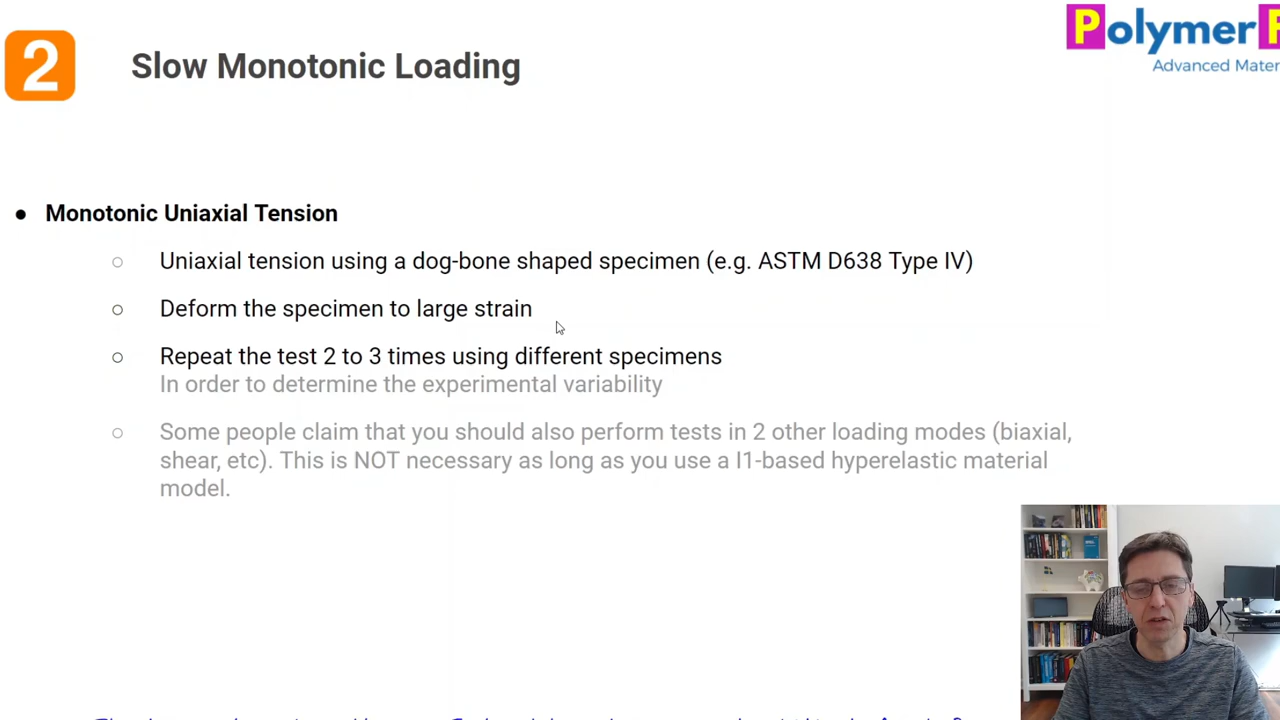 2
Slow Monotonic Loading
Polymer
Advanced Mater
● Monotonic Uniaxial Tension
○ Uniaxial tension using a dog-bone shaped specimen (e.g. ASTM D638 Type IV)
○ Deform the specimen to large strain
○ Repeat the test 2 to 3 times using different specimens
In order to determine the experimental variability
○ Some people claim that you should also perform tests in 2 other loading modes (biaxial,
shear, etc). This is NOT necessary as long as you use a I1-based hyperelastic material
model.